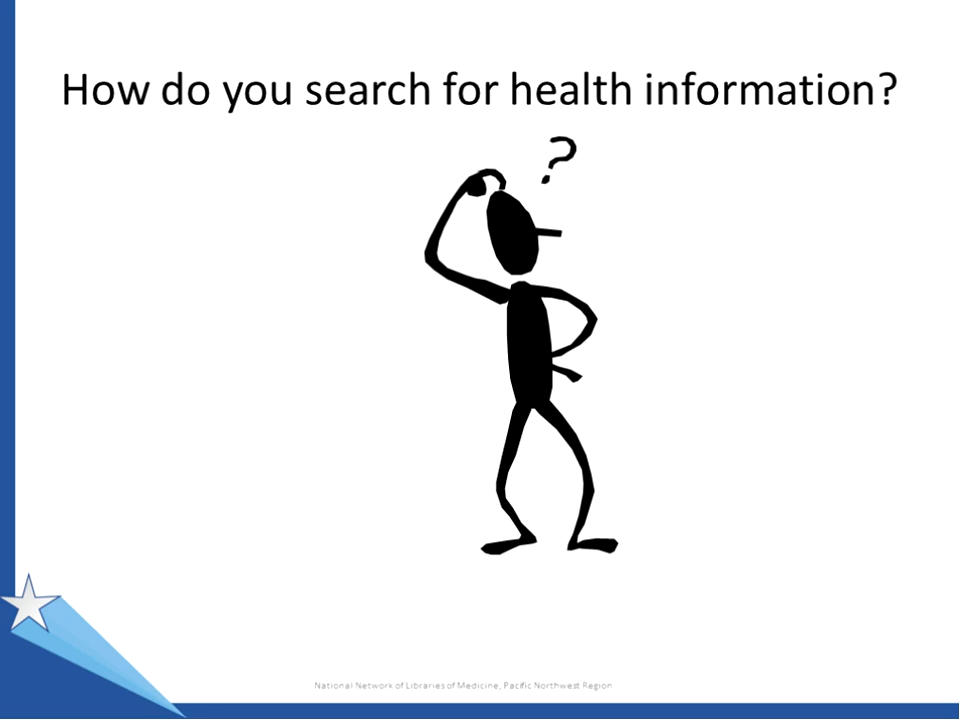 How do you search for health information?
?
National Network of Libraries of Medicine, Pacific Northwest Region